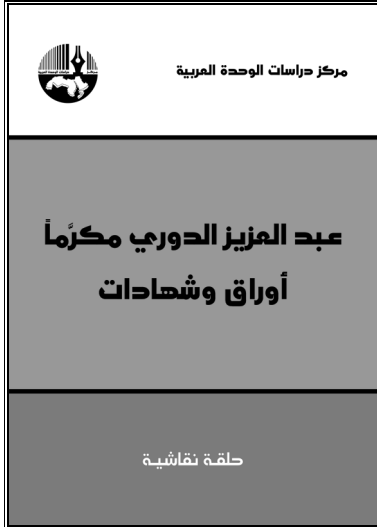 مركز دراسات الوحدة العربية
عبد العزيز الدوري مكرَّماً
أوراق وشهادات
حلقة نقاشية